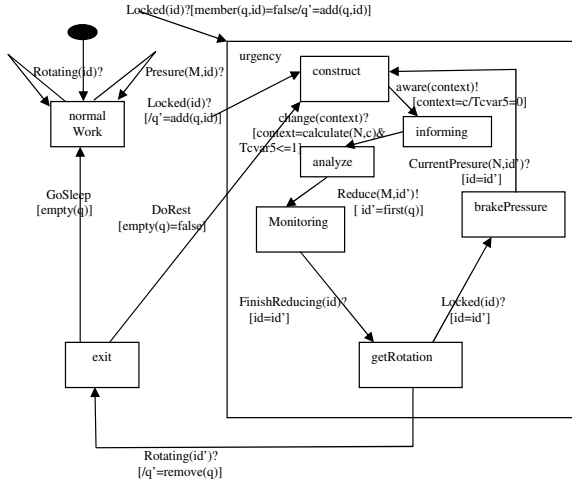 Locked(id)?[member(q,id)=false/q’=add(q,id)]
urgency
Rotating(id)?
Presure(M,id)?
construct
aware(context)!
[context=c/Tcvar5=0]
Locked(id)?
[/q’=add(q,id)]
normal
Work
change(context)?
[context=calculate(N,c)&
Tcvar5<=1]
informing
analyze
CurrentPresure(N,id’)?
[id=id’]
GoSleep
[empty(q)]
DoRest
[empty(q)=false]
Reduce(M,id’)!
[ id’=first(q)]
Monitoring
brakePressure
FinishReducing(id)?
[id=id’]
Locked(id)?
[id=id’]
exit
getRotation
Rotating(id’)?
[/q’=remove(q)]